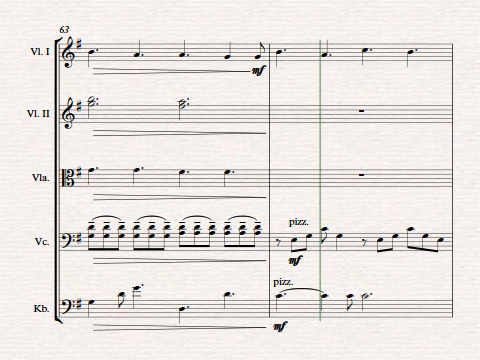 63
Vl. I
mf
Vl. II
Vla.
pizz.
Vc.
mf
pizz.
Kb.
mf